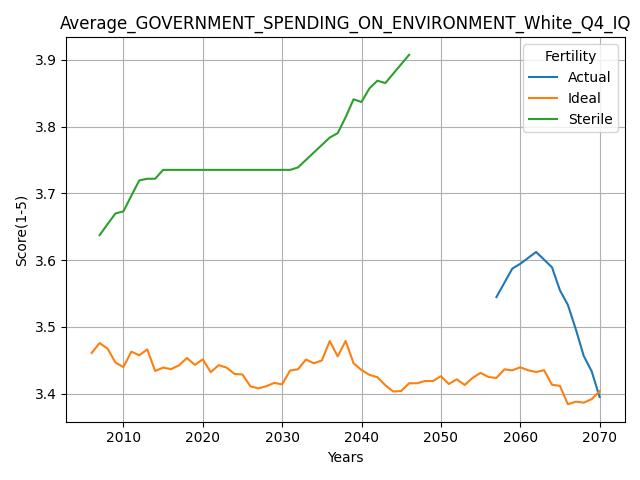 Average_GOVERNMENT_SPENDING_ON_ENVIRONMENT_White_Q4_IQ
Fertility
Actual
Ideal
Sterile
Score(1-5)
3.9
3.8
3.7
3.6
3.5
3.4
2010
2020
2030
2040
2050
2060
2070
Years